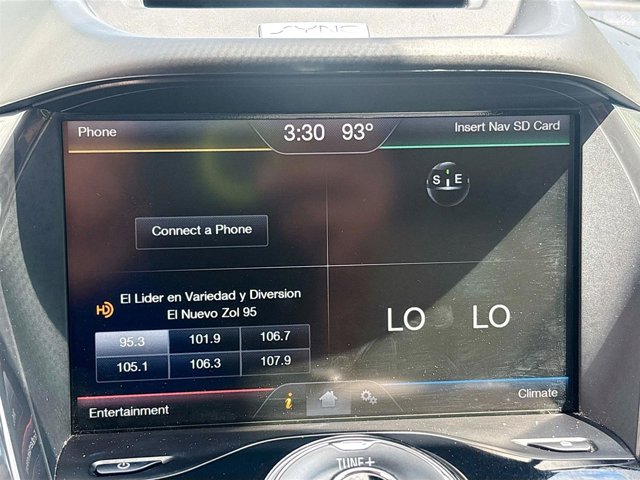 SYNC
Phone
3:30 93°
Insert Nav SD Card
S E
Connect a Phone
HD
El Lider en Variedad y Diversion
El Nuevo Zol 95
95.3 101.9 106.7
105.1 106.3 107.9
LO LO
i
Entertainment
Climate
TUNE+